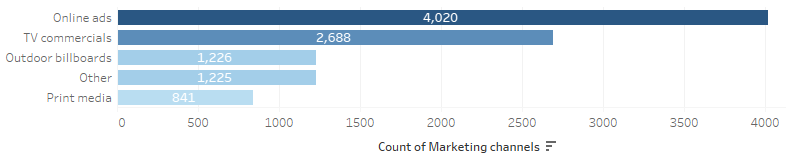 Online ads 4,020
TV commercials 2,688
Outdoor billboards 1,226
Other 1,225
Print media 841
0 500 1000 1500 2000 2500 3000 3500 4000
Count of Marketing channels